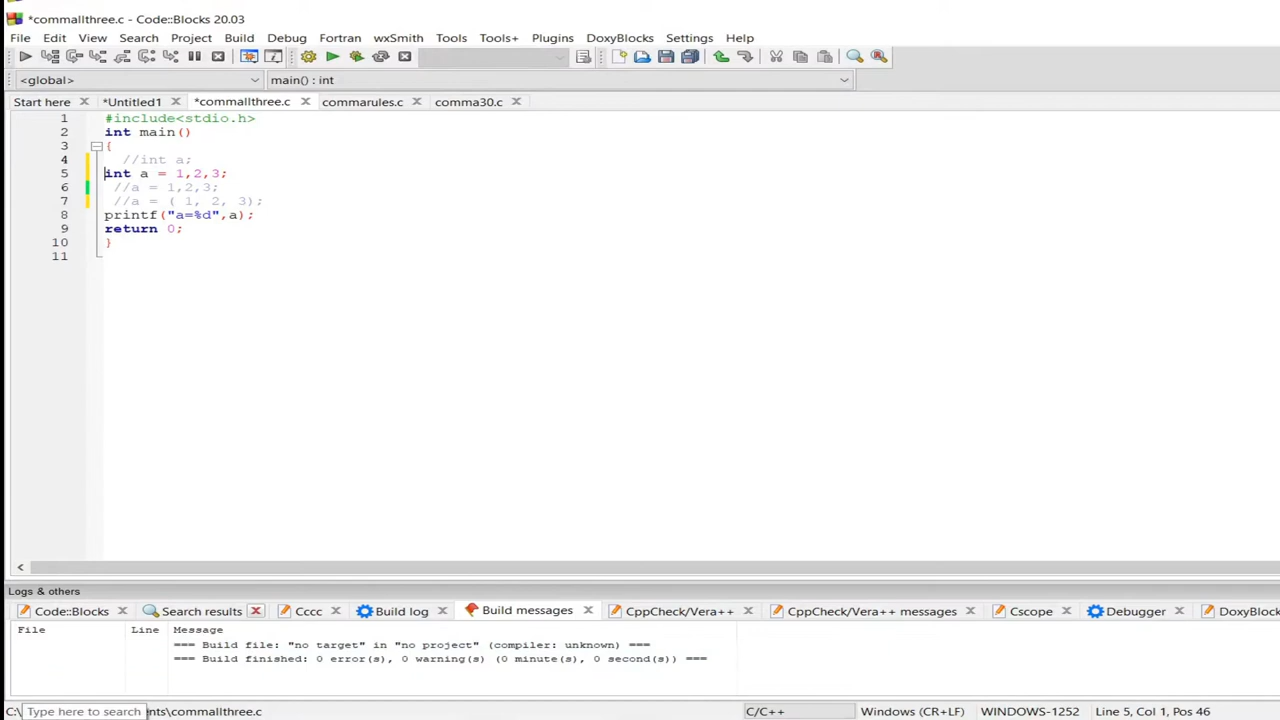 *commallthree.c - Code::Blocks 20.03
File Edit View Search Project Build Debug Fortran wxSmith Tools Tools+ Plugins DoxyBlocks Settings Help
<global> main() : int
Start here *Untitled1 *commallthree.c commarules.c comma30.c
1 #include<stdio.h>
2 int main()
3 {
4 //int a;
5 int a = 1,2,3;
6 //a = 1,2,3;
7 //a = ( 1, 2, 3);
8 printf("a=%d",a);
9 return 0;
10 }
11
Logs & others
Code::Blocks Search results Cccc Build log Build messages CppCheck/Vera++ CppCheck/Vera++ messages Cscope Debugger DoxyBloc
File Line Message
=== Build file: "no target" in "no project" (compiler: unknown) ===
=== Build finished: 0 error(s), 0 warning(s) (0 minute(s), 0 second(s)) ===
C:\ Type here to search nts\commallthree.c C/C++ Windows (CR+LF) WINDOWS-1252 Line 5, Col 1, Pos 46